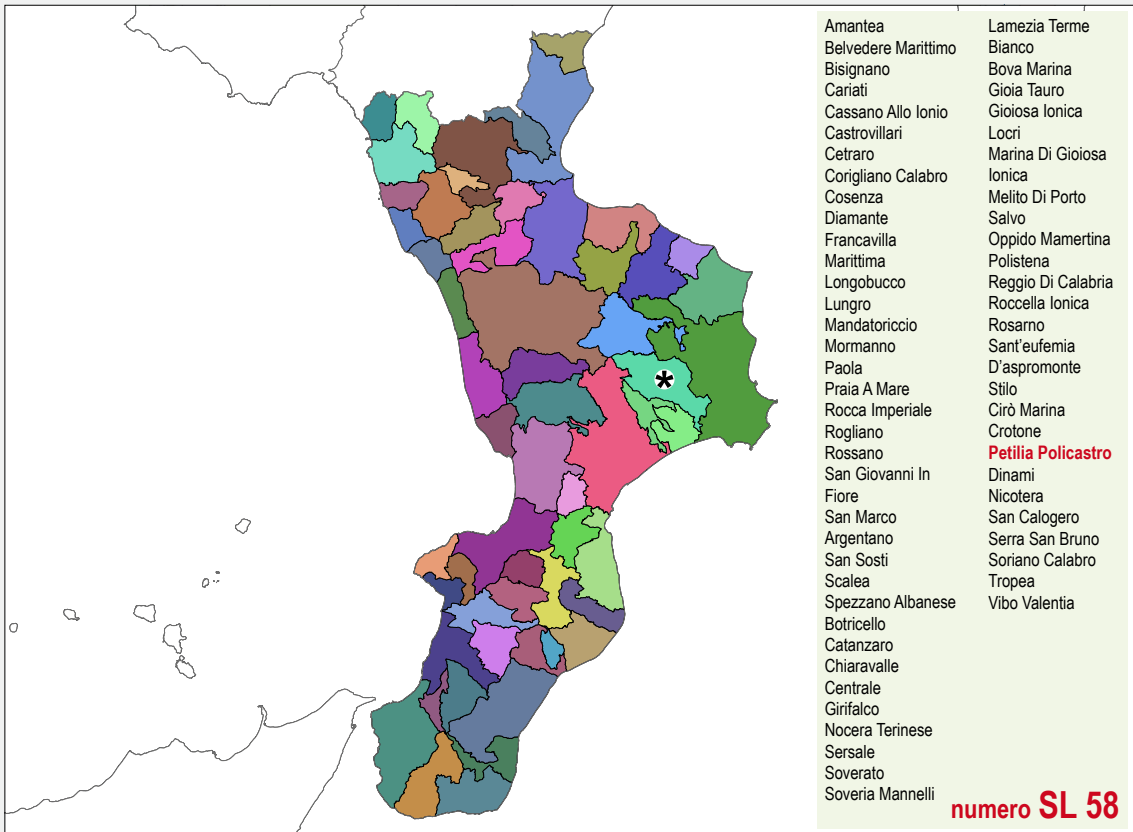 Amantea
Belvedere Marittimo
Bisignano
Cariati
Cassano Allo Ionio
Castrovillari
Cetraro
Corigliano Calabro
Cosenza
Diamante
Francavilla
Marittima
Longobucco
Lungro
Mandatoriccio
Mormanno
Paola
Praia A Mare
Rocca Imperiale
Rogliano
Rossano
San Giovanni In
Fiore
San Marco
Argentano
San Sosti
Scalea
Spezzano Albanese
Botricello
Catanzaro
Chiaravalle
Centrale
Girifalco
Nocera Terinese
Sersale
Soverato
Soveria Mannelli
Lamezia Terme
Bianco
Bova Marina
Gioia Tauro
Gioiosa Ionica
Locri
Marina Di Gioiosa
Ionica
Melito Di Porto
Salvo
Oppido Mamertina
Polistena
Reggio Di Calabria
Roccella Ionica
Rosarno
Sant'eufemia
D'aspromonte
Stilo
Cirò Marina
Crotone
Petilia Policastro
Dinami
Nicotera
San Calogero
Serra San Bruno
Soriano Calabro
Tropea
Vibo Valentia
*
numero SL 58